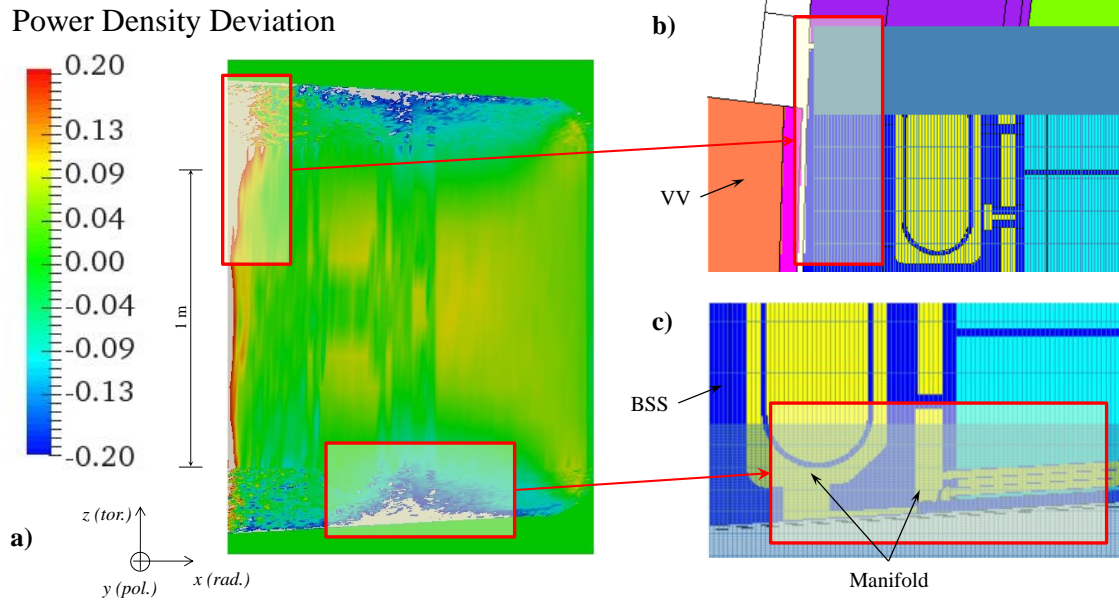 Power Density Deviation
0.20
0.13
0.09
0.04
0.00
-0.04
-0.09
-0.13
-0.20
1 m
z (tor.)
x (rad.)
y (pol.)
a)
b)
VV
c)
BSS
Manifold